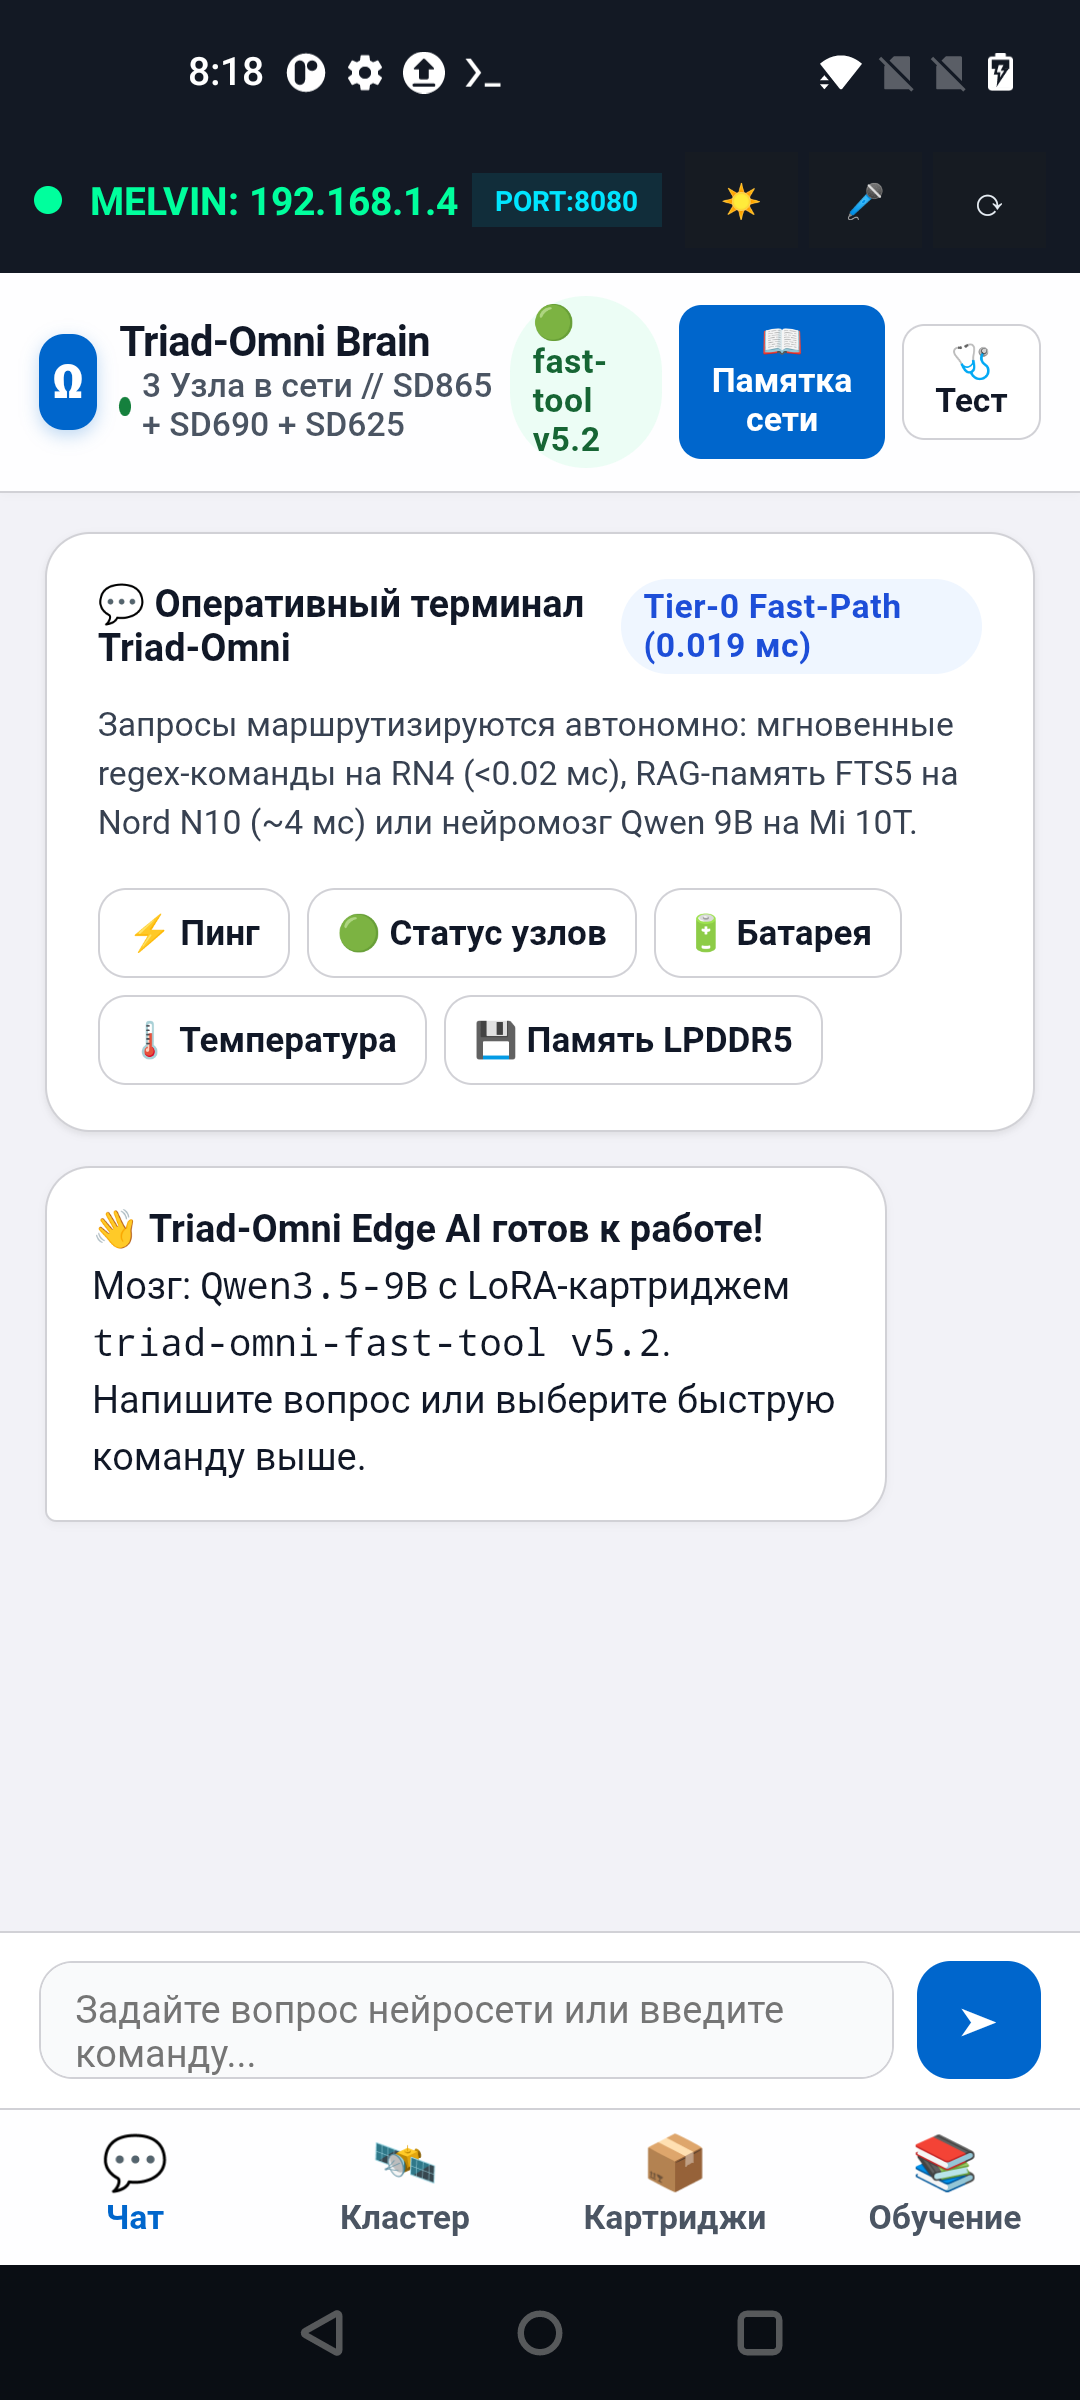 8:18
MELVIN: 192.168.1.4
PORT:8080
Ω
Triad-Omni Brain
3 Узла в сети // SD865
+ SD690 + SD625
fast-
tool
v5.2
Памятка
сети
Тест
Оперативный терминал
Triad-Omni
Tier-0 Fast-Path
(0.019 мс)
Запросы маршрутизируются автономно: мгновенные
regex-команды на RN4 (<0.02 мс), RAG-память FTS5 на
Nord N10 (~4 мс) или нейромозг Qwen 9B на Mi 10T.
Пинг
Статус узлов
Батарея
Температура
Память LPDDR5
Triad-Omni Edge AI готов к работе!
Мозг: Qwen3.5-9B с LoRA-картриджем
triad-omni-fast-tool v5.2.
Напишите вопрос или выберите быструю
команду выше.
Задайте вопрос нейросети или введите
команду...
Чат
Кластер
Картриджи
Обучение